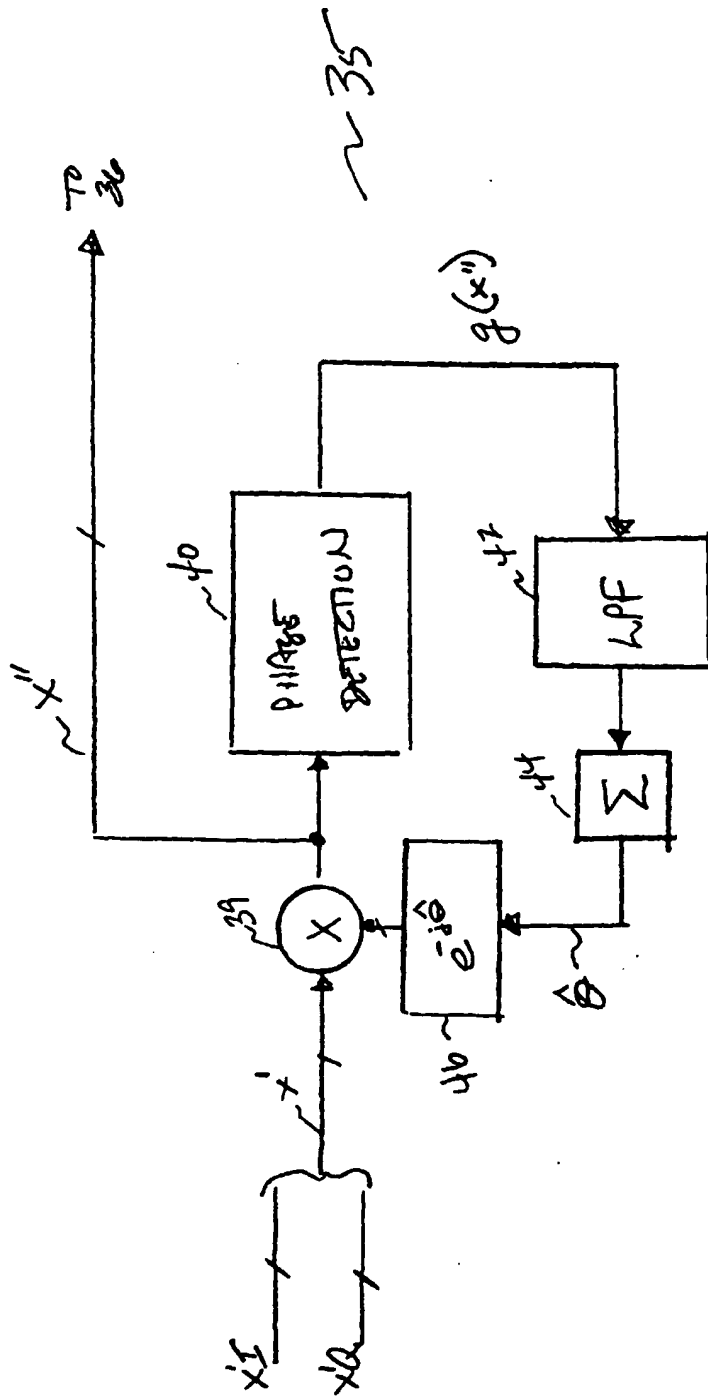 x'I
x'Q
x'
39
X
x"
TO
36
40
PHASE
DETECTION
g(x")
42
LPF
44
Σ
θ̂
46
e^-jθ̂
35